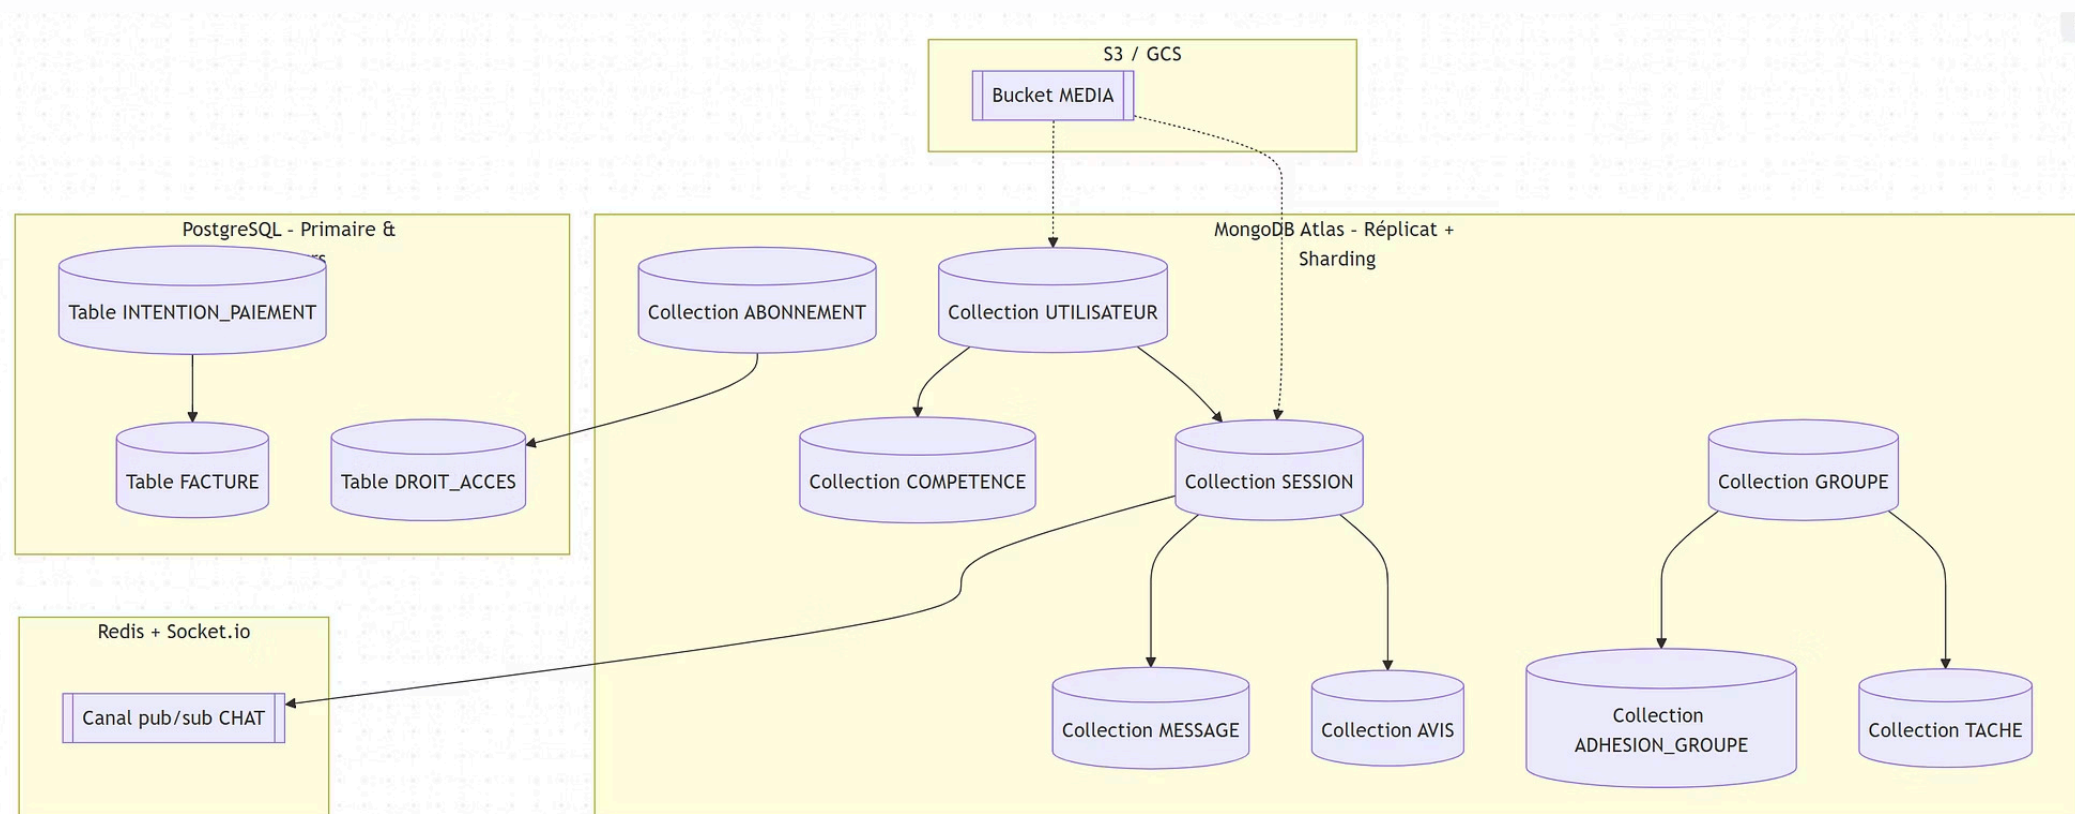 S3 / GCS
Bucket MEDIA
PostgreSQL - Primaire &
MongoDB Atlas - Réplicat +
Sharding
Table INTENTION_PAIEMENT
Collection ABONNEMENT
Collection UTILISATEUR
Table FACTURE
Table DROIT_ACCES
Collection COMPETENCE
Collection SESSION
Collection GROUPE
Redis + Socket.io
Canal pub/sub CHAT
Collection MESSAGE
Collection AVIS
Collection
ADHESION_GROUPE
Collection TACHE